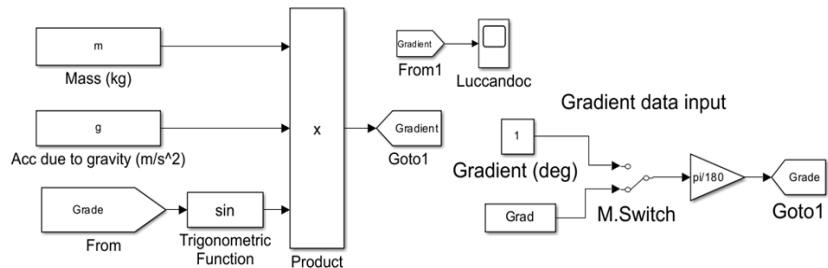 m
Mass (kg)
g
Acc due to gravity (m/s^2)
Grade
From
sin
Trigonometric
Function
x
Product
Gradient
From1
Luccandoc
Gradient
Goto1
Gradient data input
1
Gradient (deg)
Grad
M.Switch
pi/180
Grade
Goto1